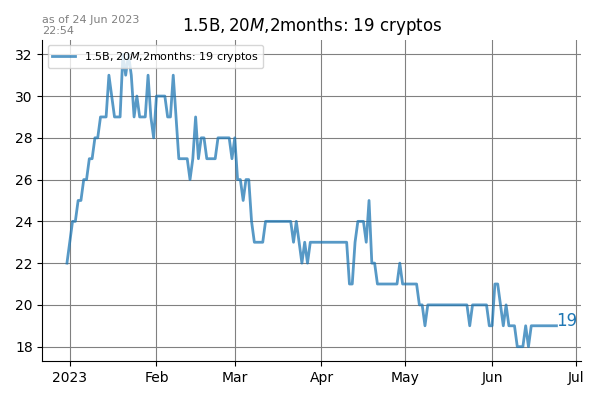 as of 24 Jun 2023
22:54
1.5B, 20M,2months: 19 cryptos
1.5B, 20M,2months: 19 cryptos
32
30
28
26
24
22
20
18
19
2023 Feb Mar Apr May Jun Jul